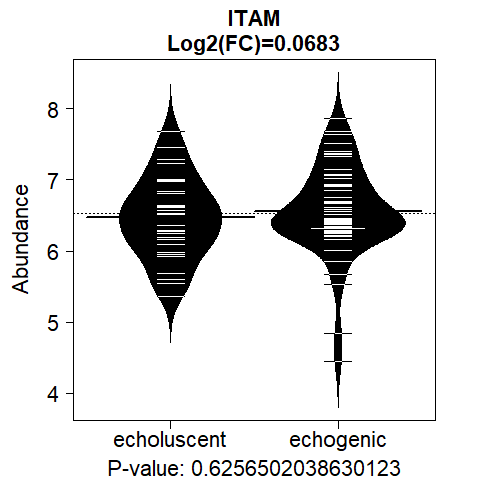 ITAM
Log2(FC)=0.0683
Abundance
8
7
6
5
4
echoluscent echogenic
P-value: 0.6256502038630123